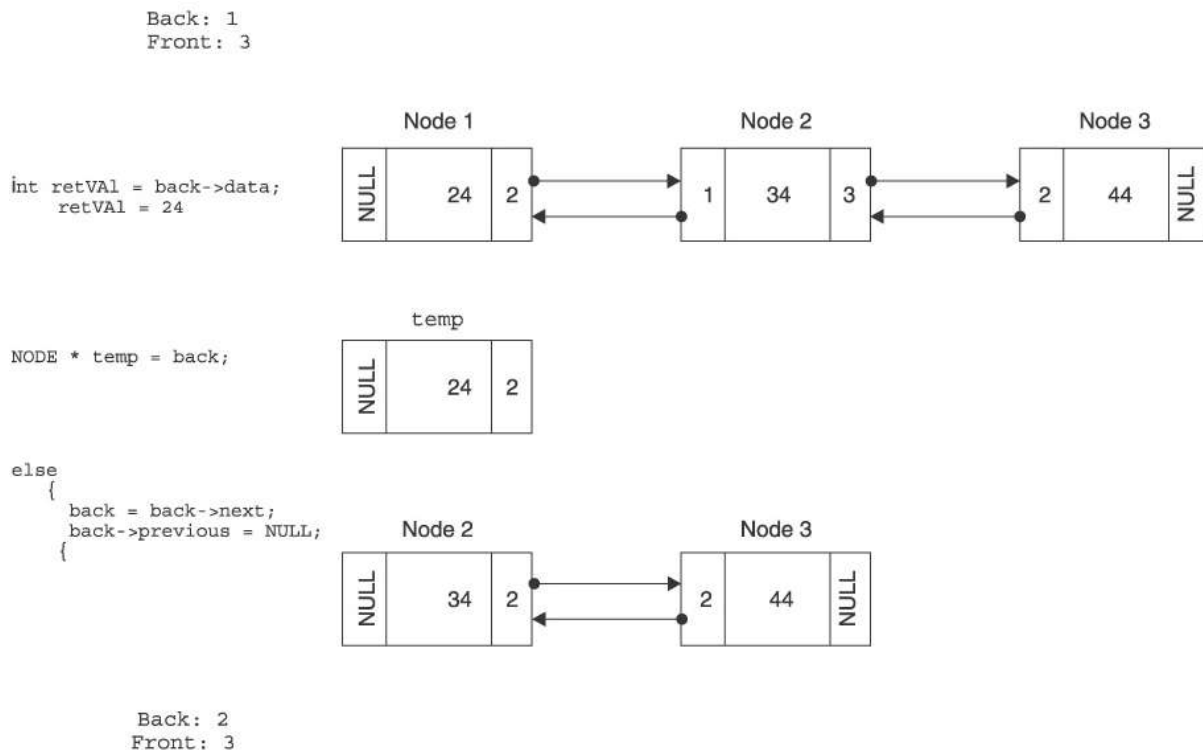 Back: 1
Front: 3
Node 1
Node 2
Node 3
int retVAl = back->data;
retVAl = 24
NULL
24
2
1
34
3
2
44
NULL
temp
NODE * temp = back;
NULL
24
2
else
{
back = back->next;
back->previous = NULL;
{
Node 2
Node 3
NULL
34
2
2
44
NULL
Back: 2
Front: 3